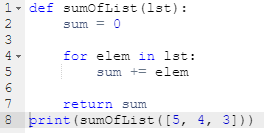 1 def sumOfList(lst):
2     sum = 0
3
4     for elem in lst:
5         sum += elem
6
7     return sum
8 print(sumOfList([5, 4, 3]))